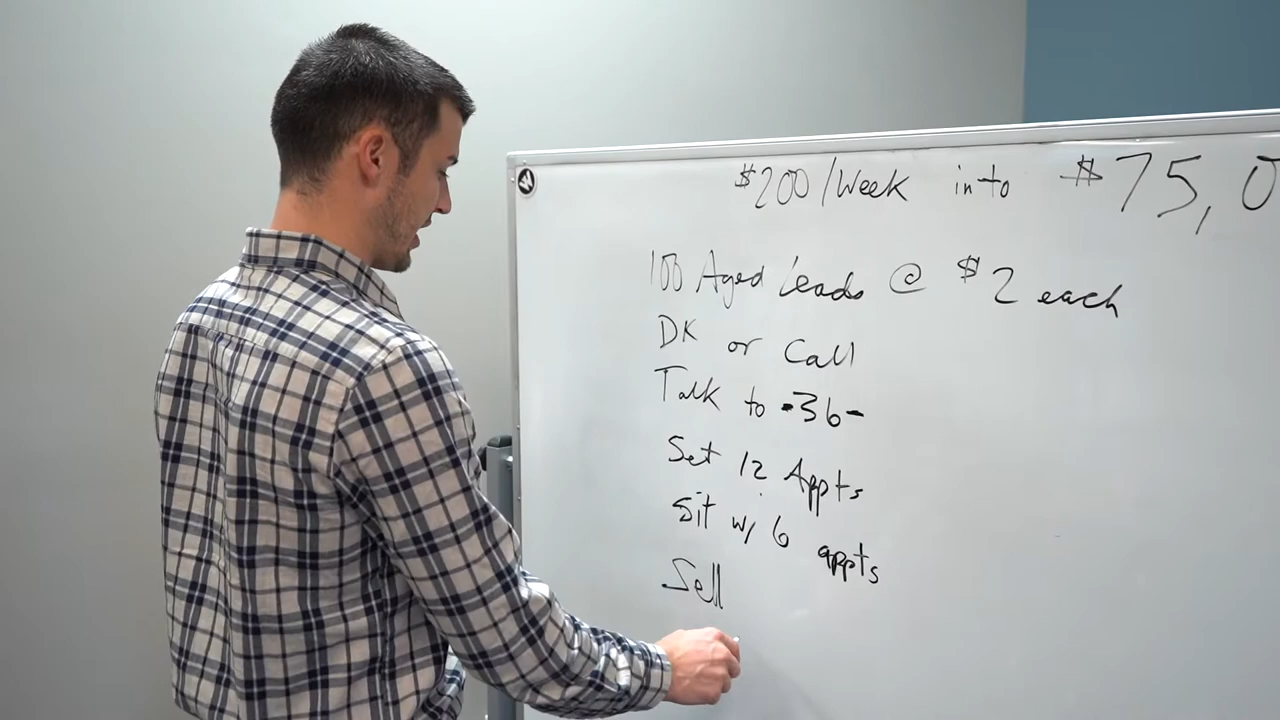 $200/Week into $75,0
100 Aged leads @ $2 each
DK or Call
Talk to -36-
Set 12 Appts
Sit w/ 6 appts
Sell